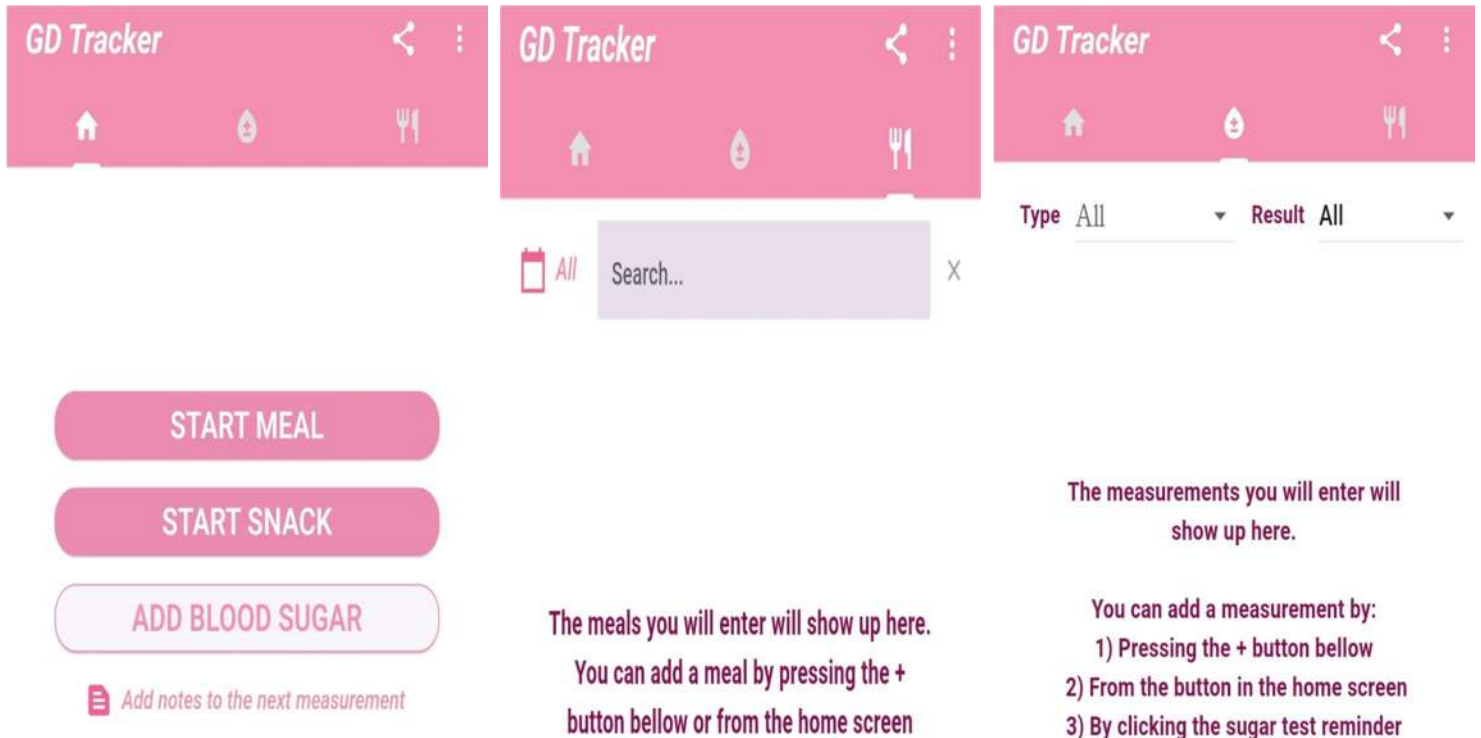 GD Tracker
START MEAL
START SNACK
ADD BLOOD SUGAR
Add notes to the next measurement
GD Tracker
All
Search...
X
The meals you will enter will show up here.
You can add a meal by pressing the +
button bellow or from the home screen
GD Tracker
Type All Result All
The measurements you will enter will
show up here.
You can add a measurement by:
1) Pressing the + button bellow
2) From the button in the home screen
3) By clicking the sugar test reminder